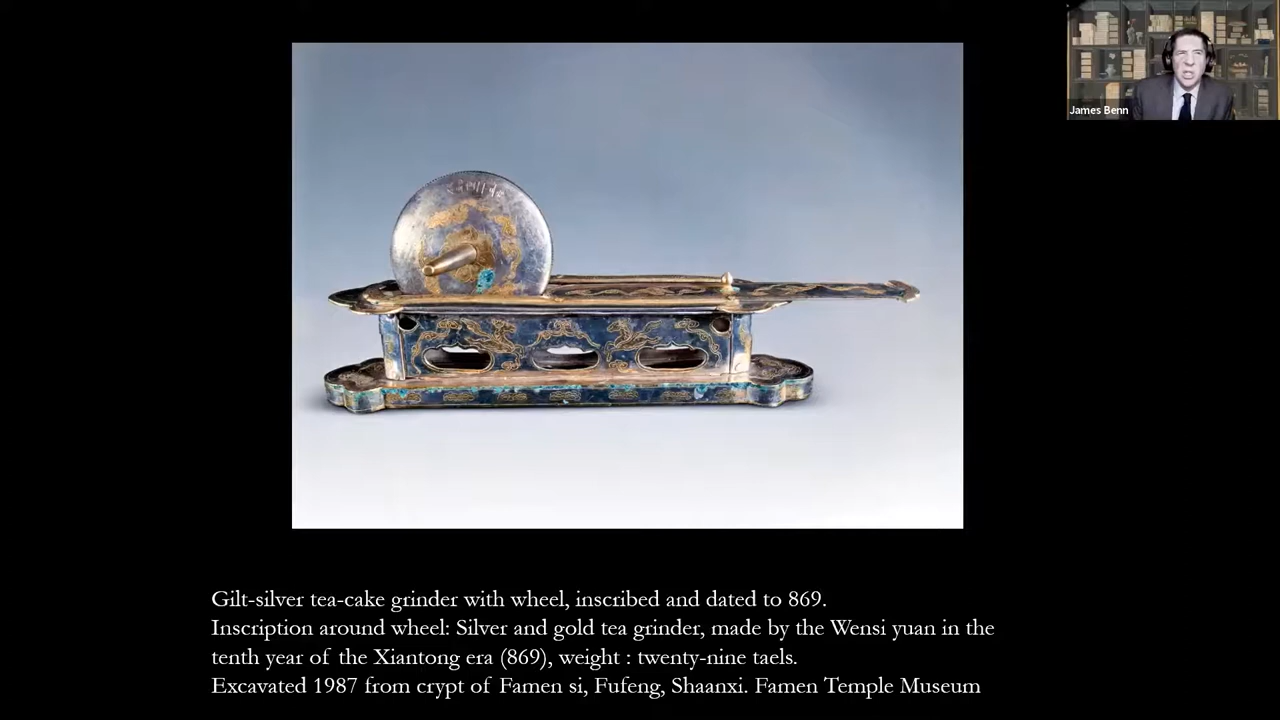 James Benn
Gilt-silver tea-cake grinder with wheel, inscribed and dated to 869.
Inscription around wheel: Silver and gold tea grinder, made by the Wensi yuan in the
tenth year of the Xiantong era (869), weight : twenty-nine taels.
Excavated 1987 from crypt of Famen si, Fufeng, Shaanxi. Famen Temple Museum